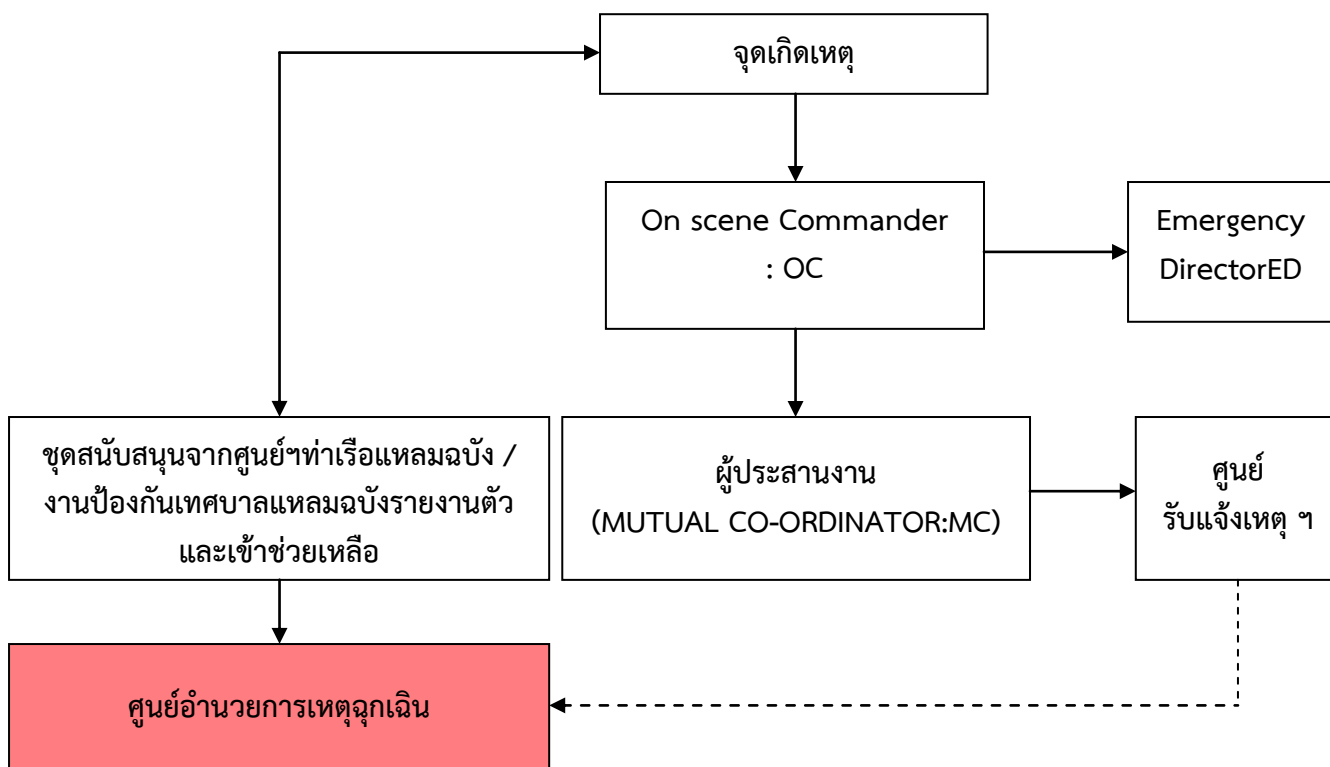 จุดเกิดเหตุ
On scene Commander
: OC
Emergency
DirectorED
ชุดสนับสนุนจากศูนย์ฯท่าเรือแหลมฉบัง /
งานป้องกันเทศบาลแหลมฉบังรายงานตัว
และเข้าช่วยเหลือ
ผู้ประสานงาน
(MUTUAL CO-ORDINATOR:MC)
ศูนย์
รับแจ้งเหตุ ฯ
ศูนย์อำนวยการเหตุฉุกเฉิน